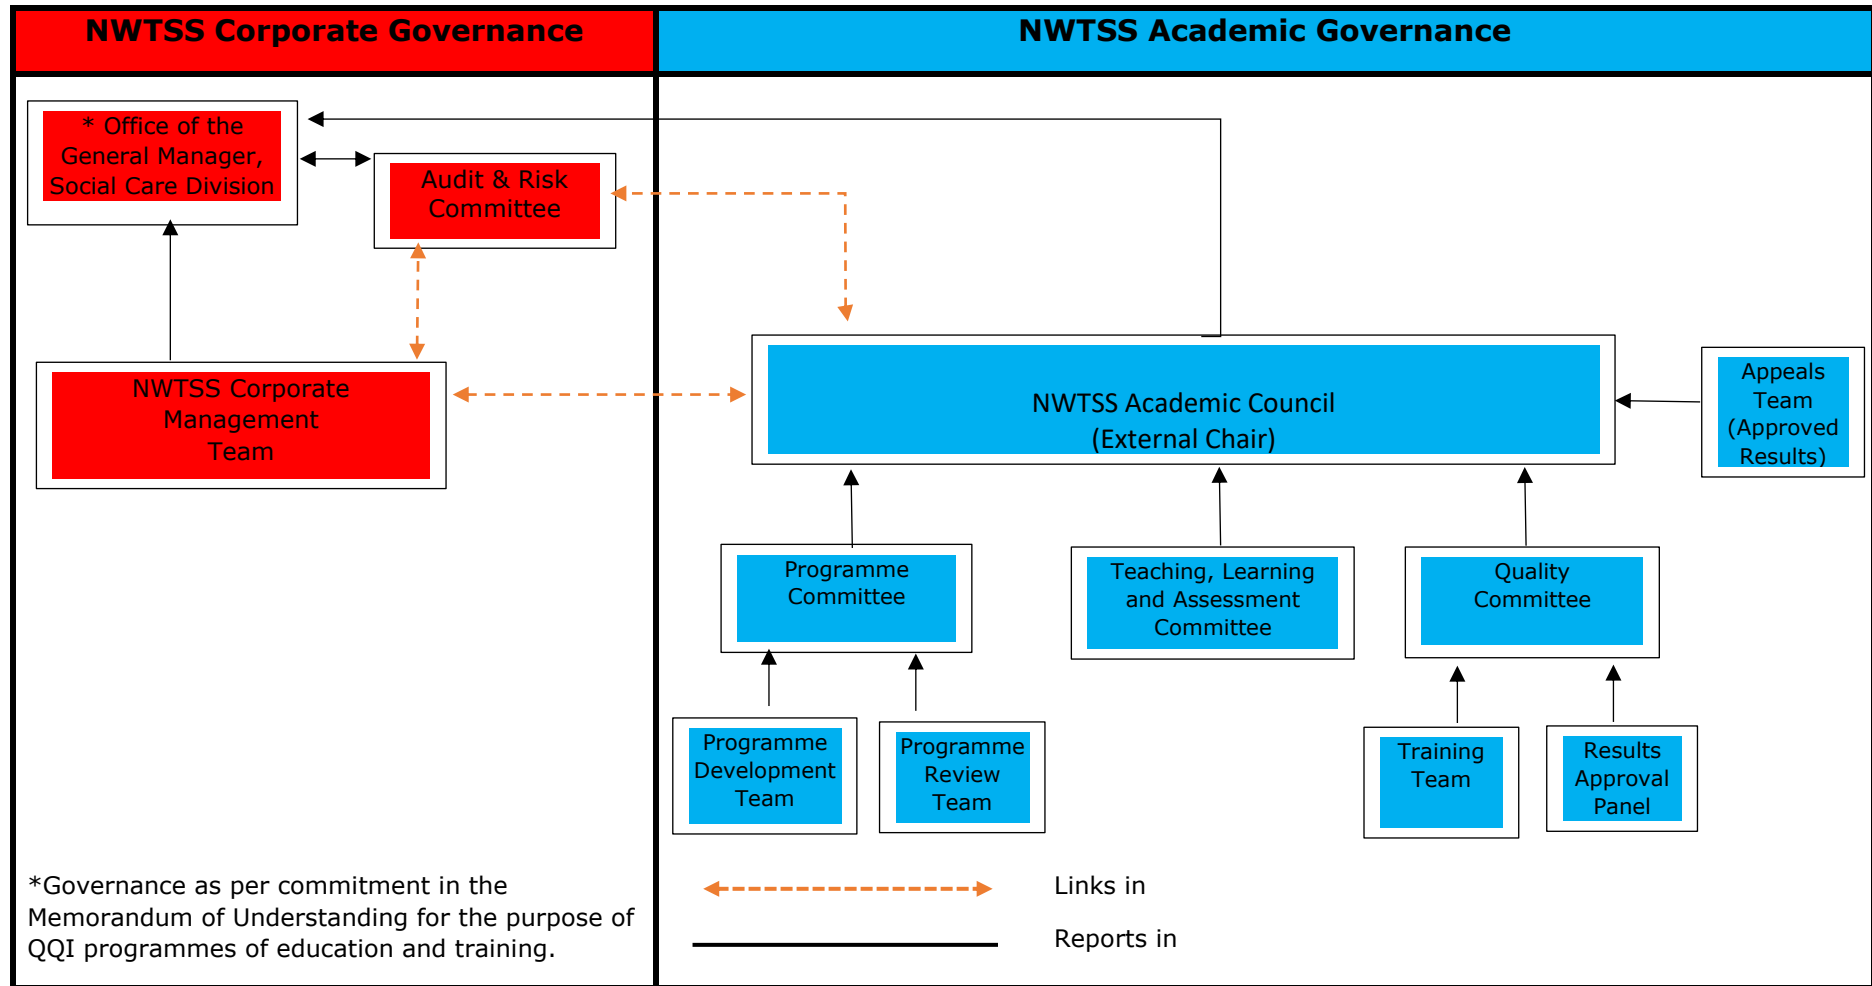 NWTSS Corporate Governance
NWTSS Academic Governance
* Office of the
General Manager,
Social Care Division
Audit & Risk
Committee
NWTSS Corporate
Management
Team
NWTSS Academic Council
(External Chair)
Appeals
Team
(Approved
Results)
Programme
Committee
Teaching, Learning
and Assessment
Committee
Quality
Committee
Programme
Development
Team
Programme
Review
Team
Training
Team
Results
Approval
Panel
*Governance as per commitment in the
Memorandum of Understanding for the purpose of
QQI programmes of education and training.
Links in
Reports in